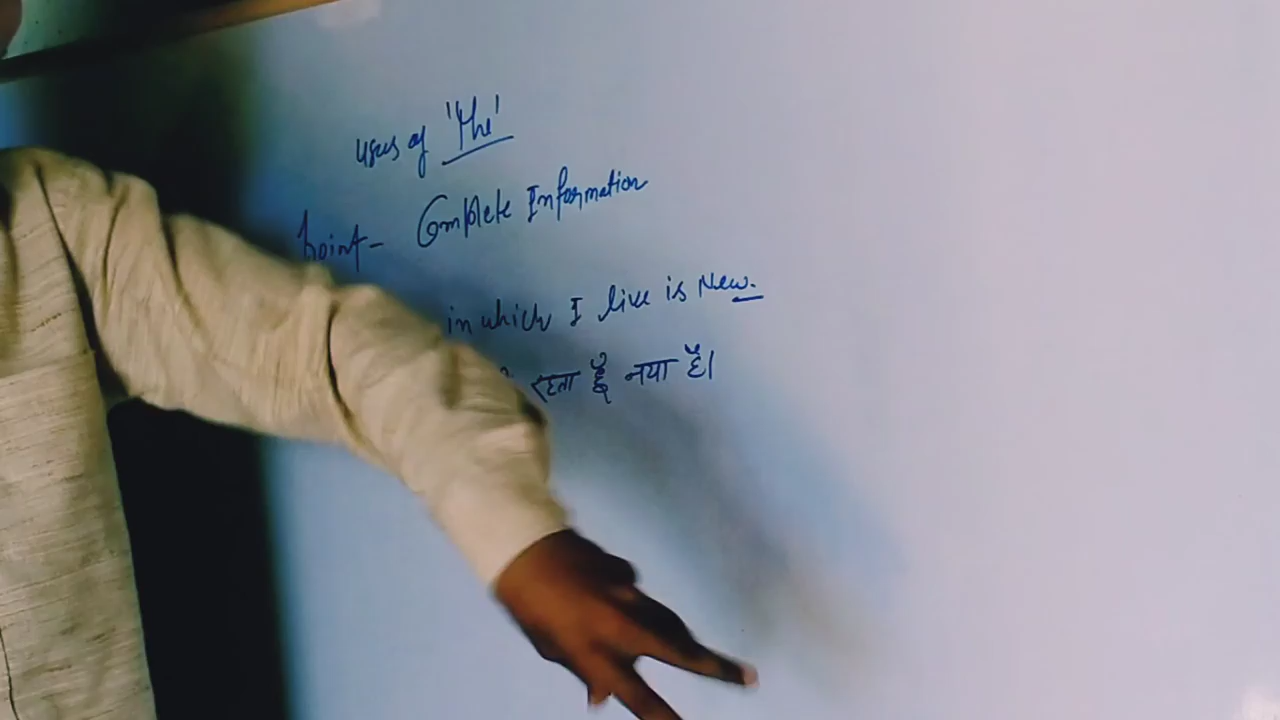 uses of 'the'
Point- Complete Information
in which I live is New.
रहता हूँ नया है।